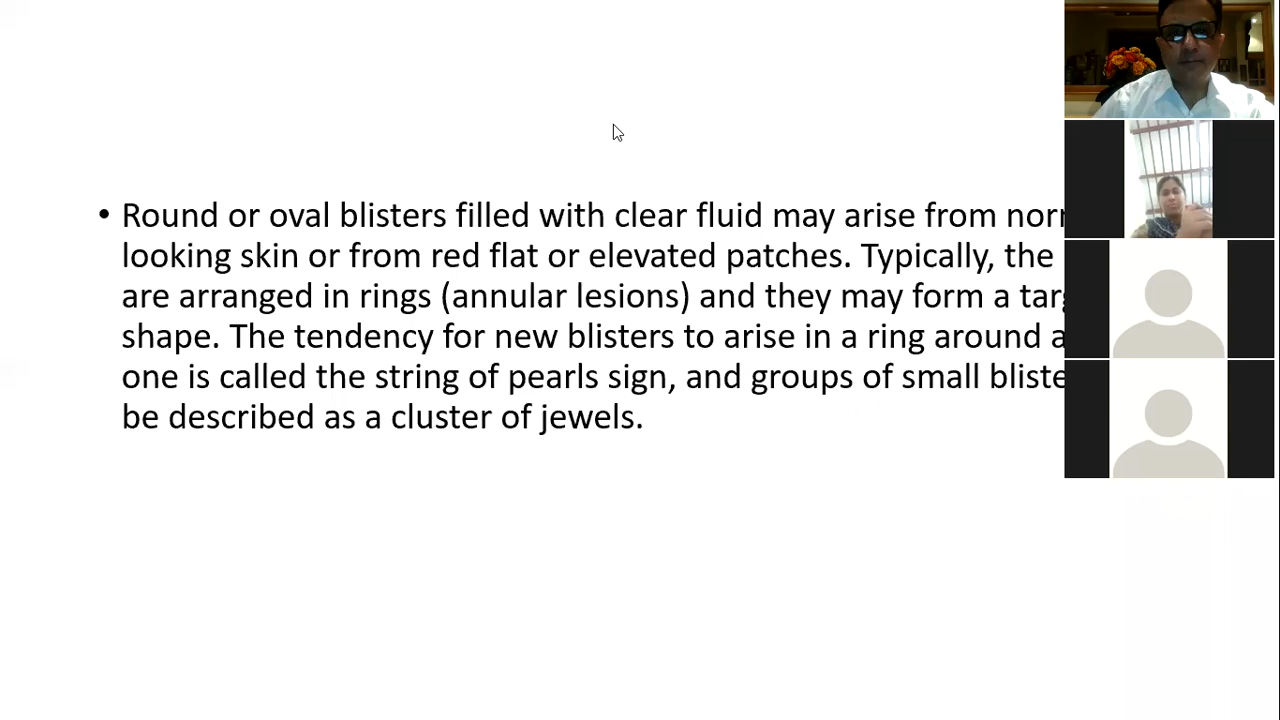 • Round or oval blisters filled with clear fluid may arise from
looking skin or from red flat or elevated patches. Typically, the
are arranged in rings (annular lesions) and they may form a
shape. The tendency for new blisters to arise in a ring around
one is called the string of pearls sign, and groups of small
be described as a cluster of jewels.